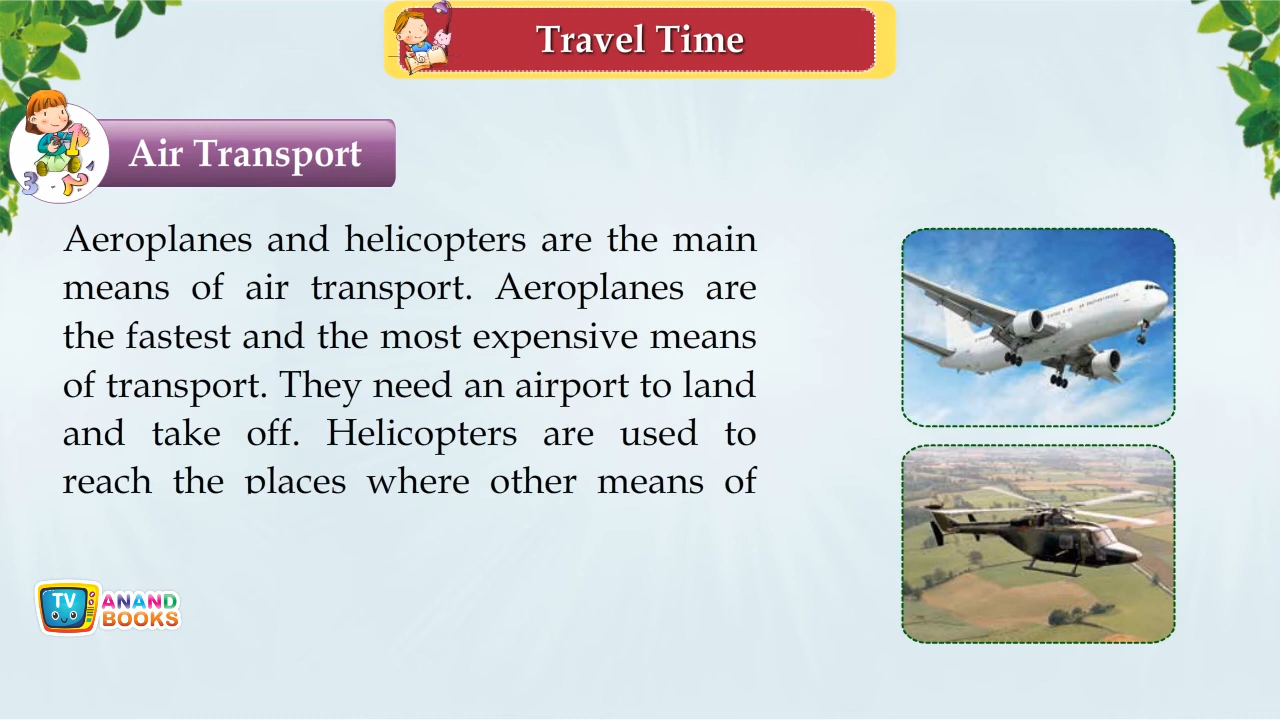 Travel Time
Air Transport
Aeroplanes and helicopters are the main
means of air transport. Aeroplanes are
the fastest and the most expensive means
of transport. They need an airport to land
and take off. Helicopters are used to
reach the places where other means of
TV
ANAND
BOOKS